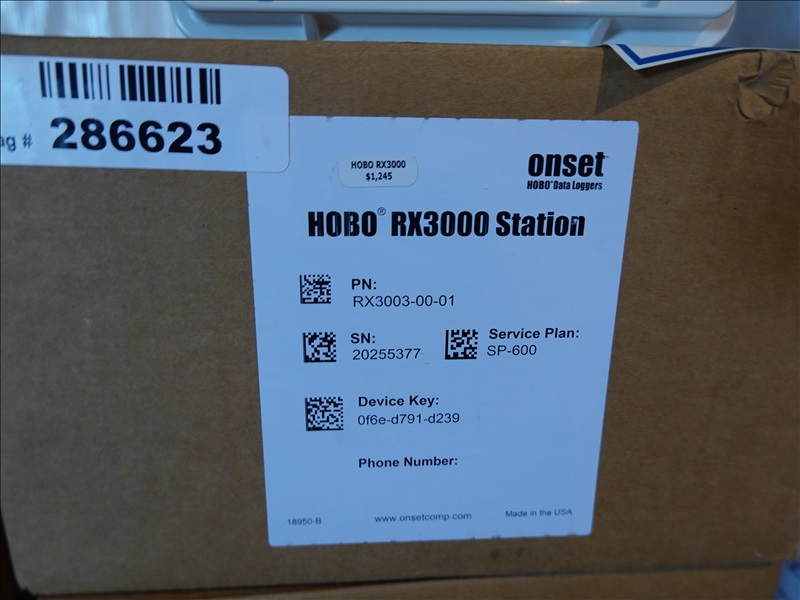 # 286623
HOBO RX3000
$1,245
onset
HOBO® Data Loggers
HOBO® RX3000 Station
PN:
RX3003-00-01
SN:
20255377
Service Plan:
SP-600
Device Key:
0f6e-d791-d239
Phone Number:
18950-B
www.onsetcomp.com
Made in the USA